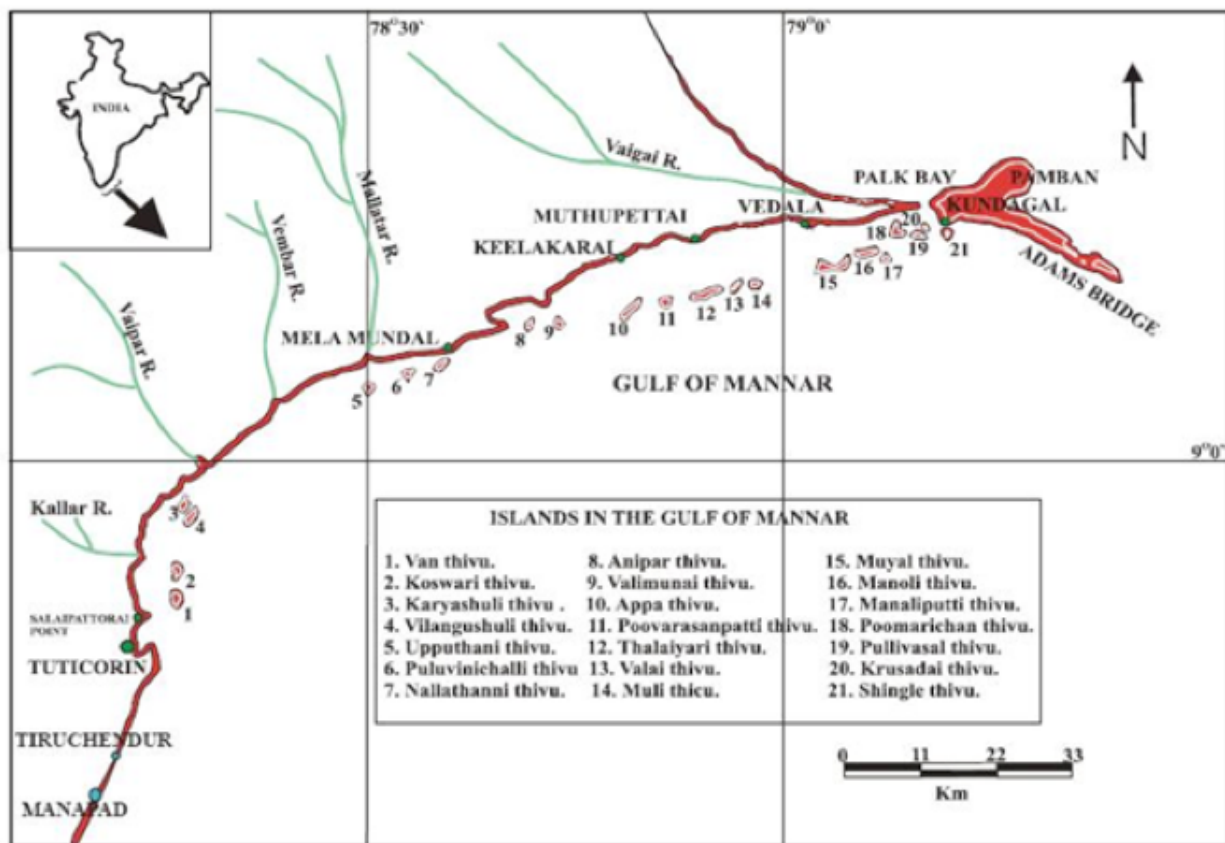 78°30`
79°0`
INDIA
N
Vaigai R.
PALK BAY
PAMBAN
Mallatar R.
VEDALA
KUNDAGAL
MUTHUPETTAI
20
18
19
21
KEELAKARAI
Vembar R.
16
17
15
ADAMS BRIDGE
13
14
12
11
10
Vaipar R.
MELA MUNDAL
8
9
7
6
5
GULF OF MANNAR
9°0`
Kallar R.
3
4
2
1
SALAIPATTORAI
POINT
TUTICORIN
TIRUCHENDUR
MANAPAD
ISLANDS IN THE GULF OF MANNAR
1. Van thivu.
2. Koswari thivu.
3. Karyashuli thivu .
4. Vilangushuli thivu.
5. Upputhani thivu.
6. Puluvinichalli thivu
7. Nallathanni thivu.
8. Anipar thivu.
9. Valimunai thivu.
10. Appa thivu.
11. Poovarasanpatti thivu.
12. Thalaiyari thivu.
13. Valai thivu.
14. Muli thicu.
15. Muyal thivu.
16. Manoli thivu.
17. Manaliputti thivu.
18. Poomarichan thivu.
19. Pullivasal thivu.
20. Krusadai thivu.
21. Shingle thivu.
0 11 22 33
Km